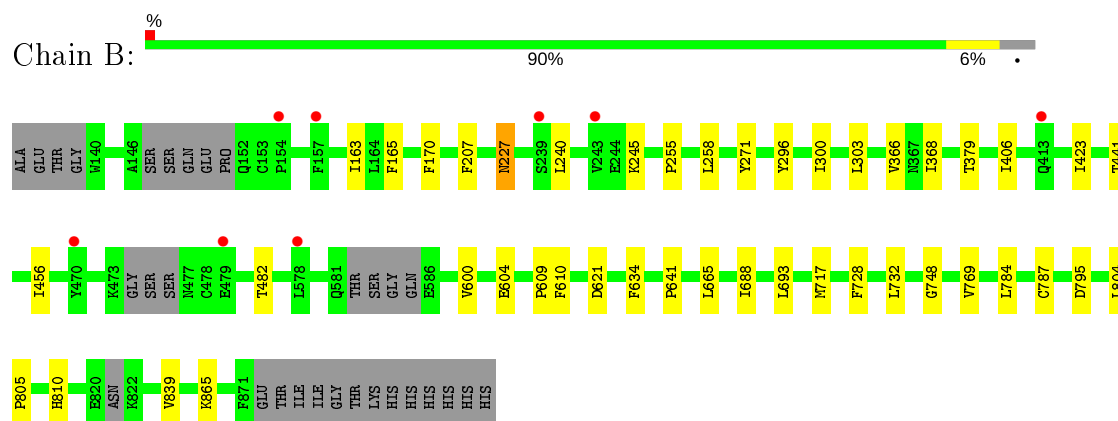 %
Chain B:
90% 6% •
ALA GLU THR GLY W140 A146 SER SER GLN GLU PRO Q152 C153 P154 F157 I163 L164 F165 F170 F207 N227 S239 L240 V243 E244 K245 P255 L258 Y271 Y296 I300 L303 V366 N367 I368 T379 I406 Q413 I423 T441
I456 Y470 K473 GLY SER SER N477 C478 E479 T482 L578 Q581 THR SER GLY GLN E586 V600 E604 P609 F610 D621 F634 P641 L665 I688 L693 M717 F728 L732 G748 V769 L784 C787 D795 L804
P805 H810 E820 ASN K822 V839 K865 F871 GLU THR ILE ILE GLY THR LYS HIS HIS HIS HIS HIS HIS